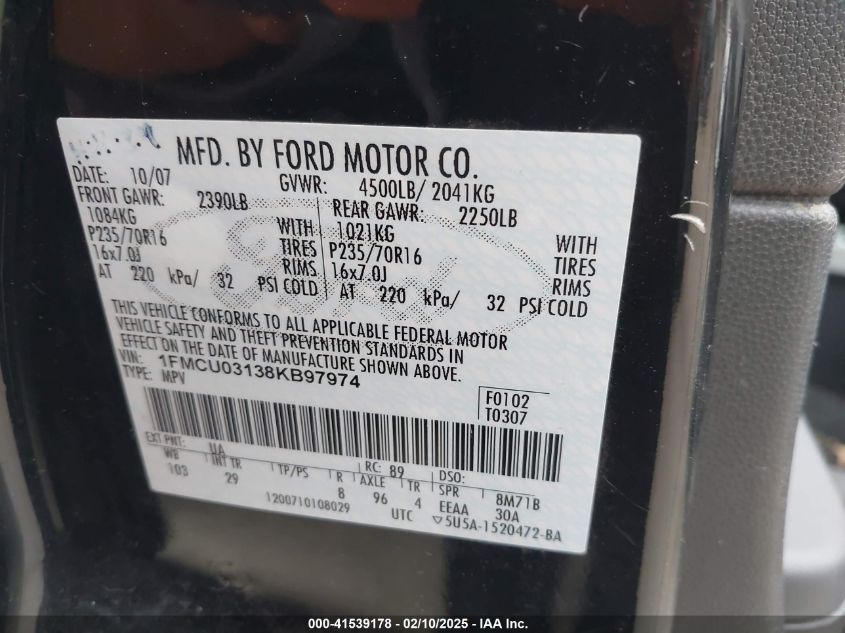 MFD. BY FORD MOTOR CO.
DATE: 10/07 GVWR: 4500LB/ 2041KG
FRONT GAWR: 2390LB REAR GAWR: 2250LB
1084KG WITH 1021KG WITH
P235/70R16 TIRES P235/70R16 TIRES
16x7.0J RIMS 16x7.0J RIMS
AT 220 kPa/ 32 PSI COLD AT 220 kPa/ 32 PSI COLD
THIS VEHICLE CONFORMS TO ALL APPLICABLE FEDERAL MOTOR
VEHICLE SAFETY AND THEFT PREVENTION STANDARDS IN
EFFECT ON THE DATE OF MANUFACTURE SHOWN ABOVE.
VIN: 1FMCU03138KB97974
TYPE: MPV
F0102
T0307
EXT PNT: UA RC: 89 DSO:
WB INT TR TP/PS R AXLE TR SPR 8M71B
103 29 8 96 4 EEAA 30A
1200710108029 UTC ▽5U5A-1520472-BA
Ford
000-41539178 — 02/10/2025 — IAA Inc.